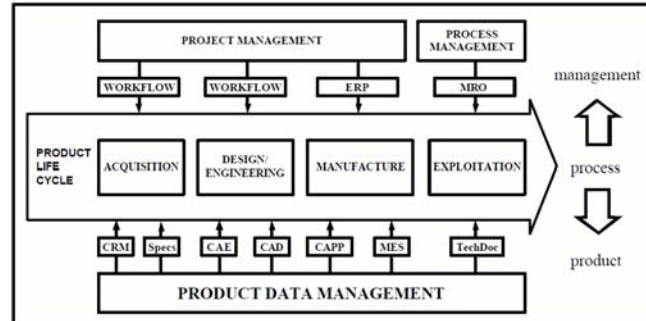 PROJECT MANAGEMENT
PROCESS
MANAGEMENT
WORKFLOW
WORKFLOW
ERP
MRO
management
PRODUCT
LIFE
CYCLE
ACQUISITION
DESIGN/
ENGINEERING
MANUFACTURE
EXPLOITATION
process
CRM
Specs
CAE
CAD
CAPP
MES
TechDoc
product
PRODUCT DATA MANAGEMENT